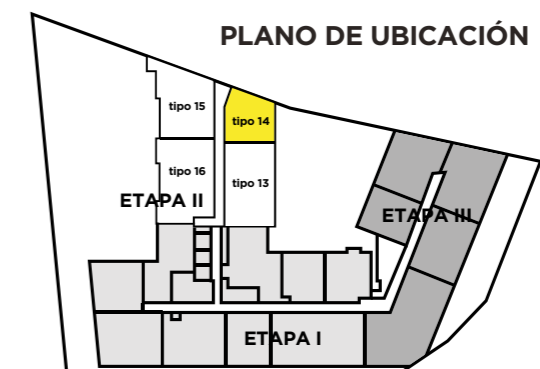 PLANO DE UBICACIÓN
tipo 15
tipo 14
tipo 16
tipo 13
ETAPA II
ETAPA III
ETAPA I